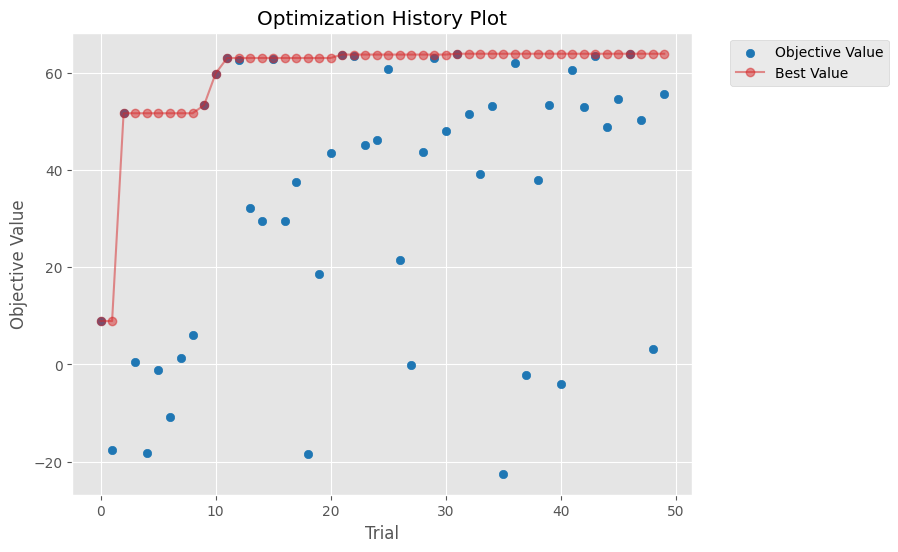 Optimization History Plot
Objective Value
Best Value
Objective Value
60
40
20
0
−20
0 10 20 30 40 50
Trial